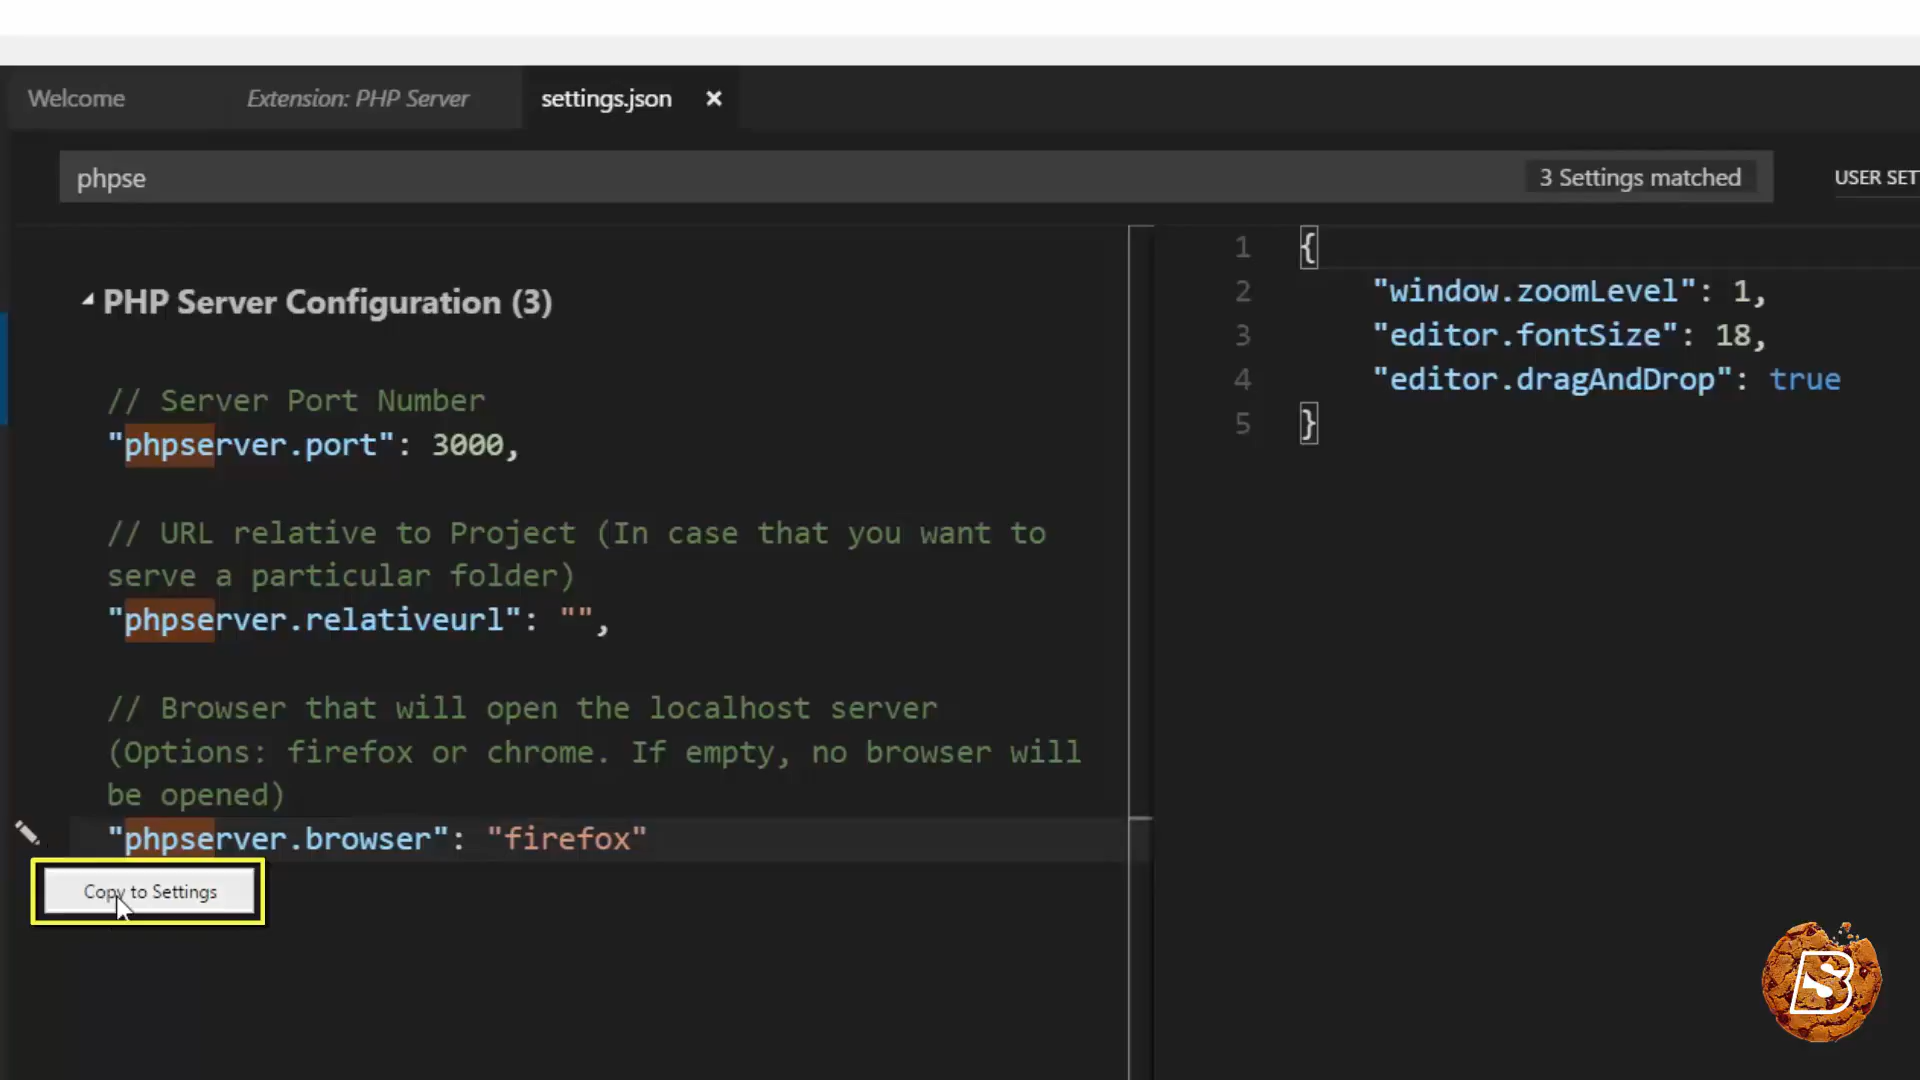 Welcome
Extension: PHP Server
settings.json
phpse
3 Settings matched
USER SET
PHP Server Configuration (3)
// Server Port Number
"phpserver.port": 3000,
// URL relative to Project (In case that you want to
serve a particular folder)
"phpserver.relativeurl": "",
// Browser that will open the localhost server
(Options: firefox or chrome. If empty, no browser will
be opened)
"phpserver.browser": "firefox"
Copy to Settings
1 {
2 "window.zoomLevel": 1,
3 "editor.fontSize": 18,
4 "editor.dragAndDrop": true
5 }